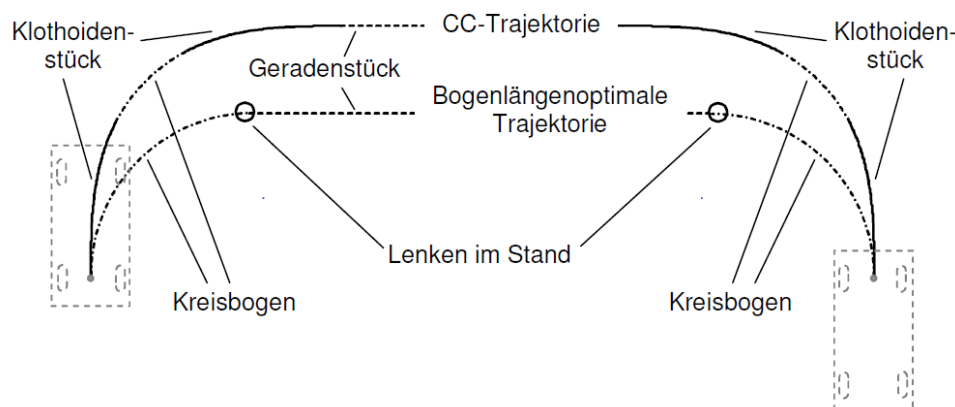 Klothoiden-
stück
CC-Trajektorie
Klothoiden-
stück
Geradenstück
Bogenlängenoptimale
Trajektorie
Lenken im Stand
Kreisbogen
Kreisbogen